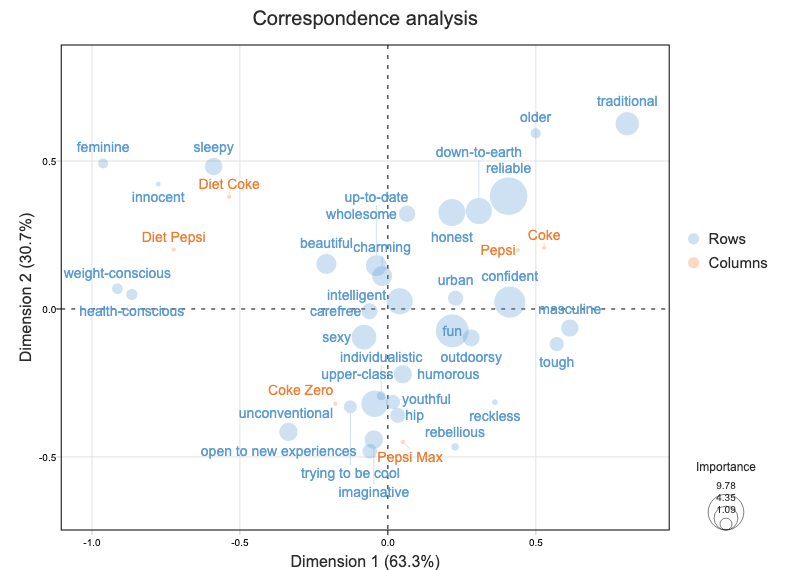 Correspondence analysis
traditional
older
feminine
sleepy
down-to-earth
0.5
reliable
Diet Coke
innocent
up-to-date
wholesome
Diet Pepsi
honest
Coke
beautiful
charming
Pepsi
Rows
Columns
weight-conscious
urban
confident
intelligent
0.0
health-conscious
carefree
masculine
sexy
fun
individualistic
outdoorsy
tough
upper-class
humorous
Coke Zero
youthful
unconventional
hip
reckless
rebellious
open to new experiences
-0.5
Pepsi Max
trying to be cool
imaginative
Importance
9.78
4.35
1.09
-1.0
-0.5
0.0
0.5
Dimension 1 (63.3%)
Dimension 2 (30.7%)